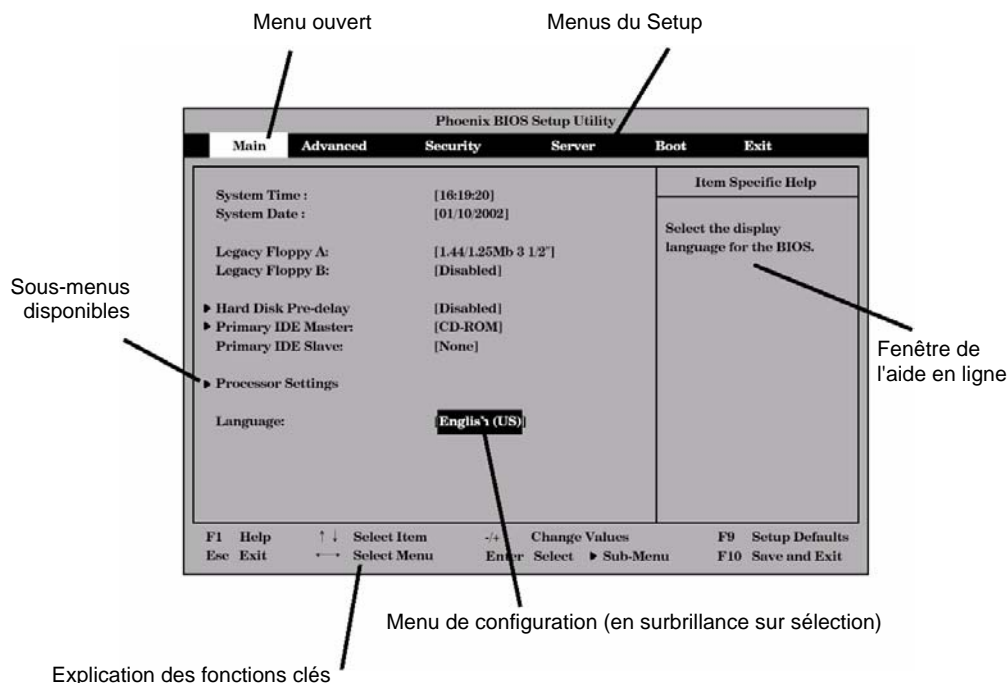 Menu ouvert
Menus du Setup
Phoenix BIOS Setup Utility
Main Advanced Security Server Boot Exit
System Time : [16:19:20]
System Date : [01/10/2002]
Legacy Floppy A: [1.44/1.25Mb 3 1/2"]
Legacy Floppy B: [Disabled]
▶ Hard Disk Pre-delay [Disabled]
▶ Primary IDE Master: [CD-ROM]
Primary IDE Slave: [None]
▶ Processor Settings
Language: [English (US)]
Item Specific Help
Select the display
language for the BIOS.
Sous-menus
disponibles
Fenêtre de
l'aide en ligne
F1 Help ↑ ↓ Select Item -/+ Change Values F9 Setup Defaults
Esc Exit ←→ Select Menu Enter Select ▶ Sub-Menu F10 Save and Exit
Menu de configuration (en surbrillance sur sélection)
Explication des fonctions clés